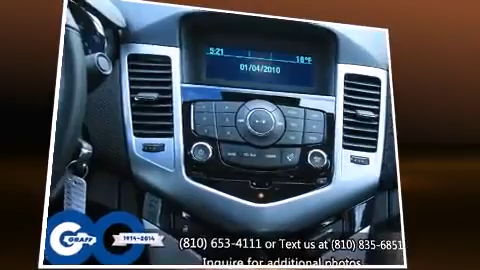 5:21 18°F
01/04/2010
GRAFF
1914-2014
(810) 653-4111 or Text us at (810) 835-6851
Inquire for additional photos